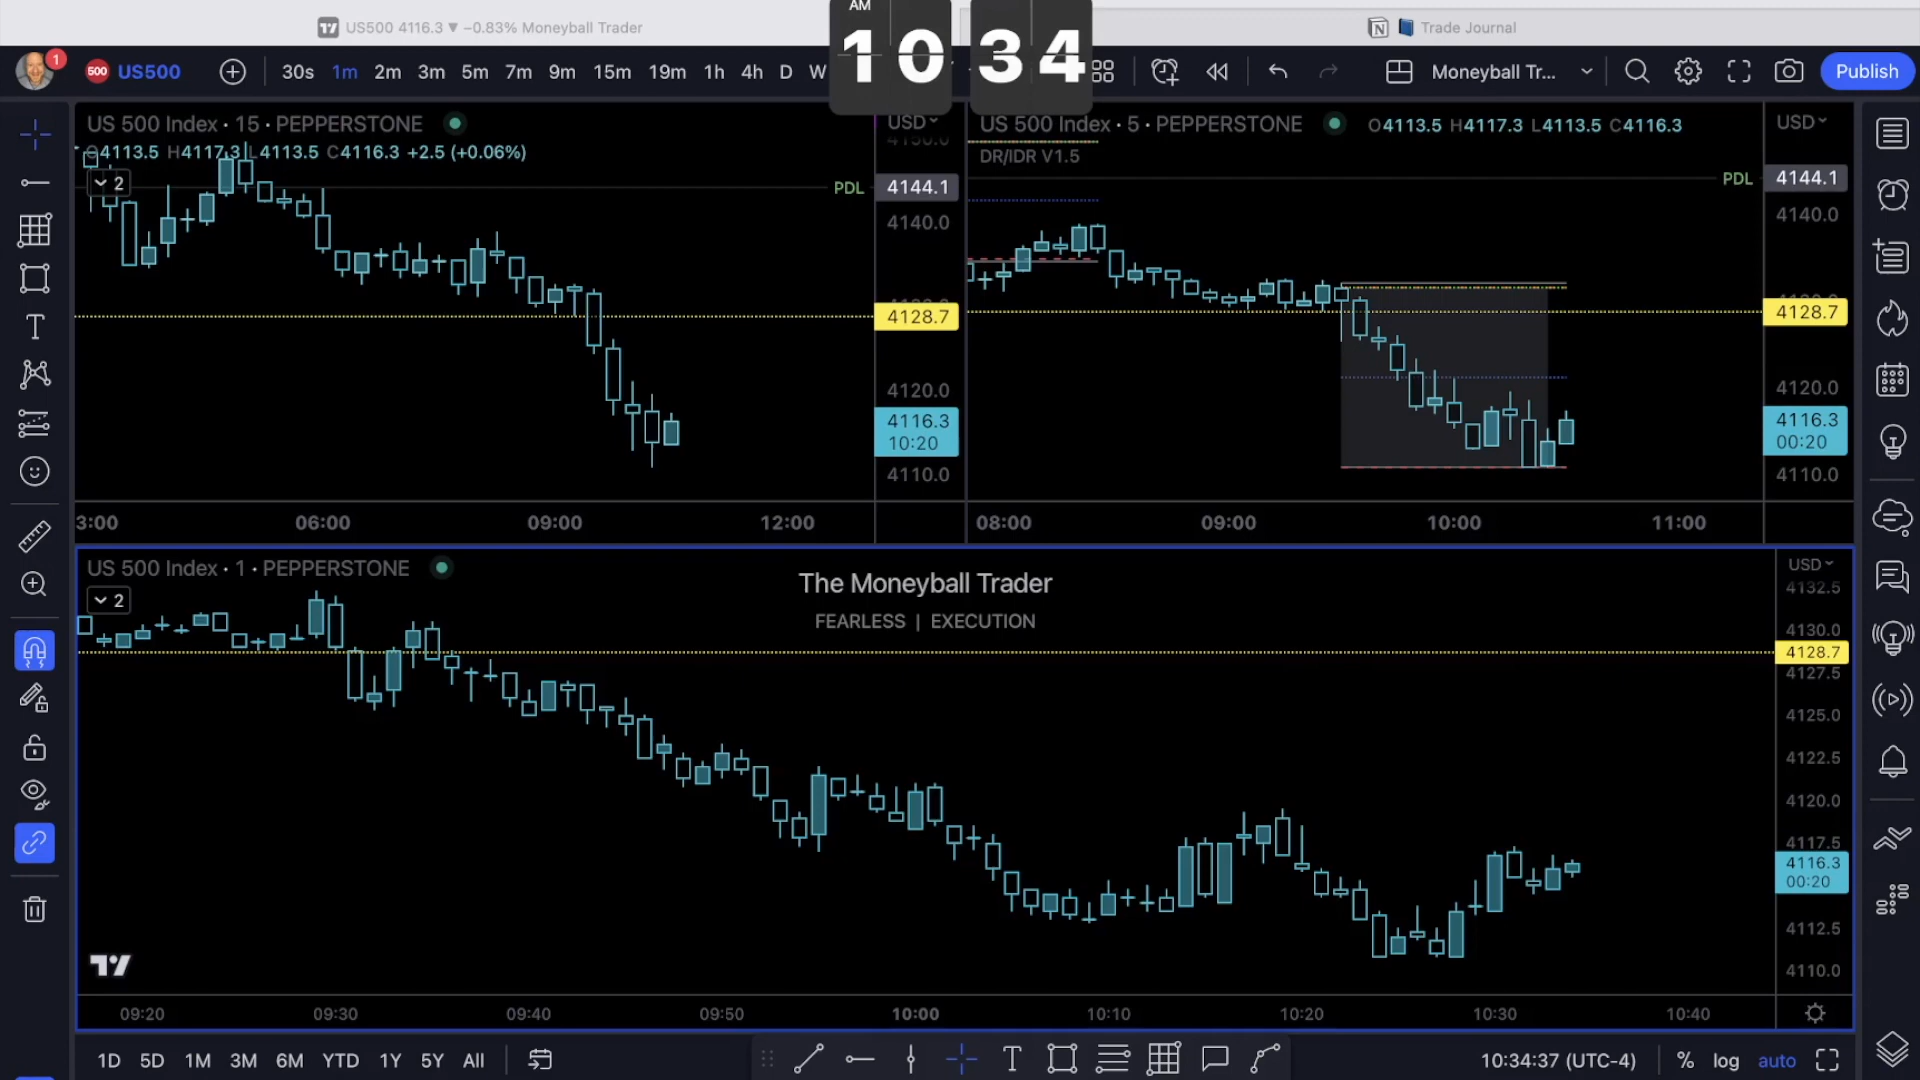 US500 4116.3 ▼ −0.83% Moneyball Trader
Trade Journal
AM
10 34
1
500 US500
30s 1m 2m 3m 5m 7m 9m 15m 19m 1h 4h D W
Moneyball Tr...
Publish
US 500 Index · 15 · PEPPERSTONE
O4113.5 H4117.3 L4113.5 C4116.3 +2.5 (+0.06%)
2
USD
PDL 4144.1
4140.0
4128.7
4120.0
4116.3
10:20
4110.0
3:00 06:00 09:00 12:00
US 500 Index · 5 · PEPPERSTONE O4113.5 H4117.3 L4113.5 C4116.3
DR/IDR V1.5
USD
PDL 4144.1
4140.0
4128.7
4120.0
4116.3
00:20
4110.0
08:00 09:00 10:00 11:00
US 500 Index · 1 · PEPPERSTONE
2
The Moneyball Trader
FEARLESS | EXECUTION
USD
4132.5
4130.0
4128.7
4127.5
4125.0
4122.5
4120.0
4117.5
4116.3
00:20
4112.5
4110.0
09:20 09:30 09:40 09:50 10:00 10:10 10:20 10:30 10:40
1D 5D 1M 3M 6M YTD 1Y 5Y All
10:34:37 (UTC-4) % log auto